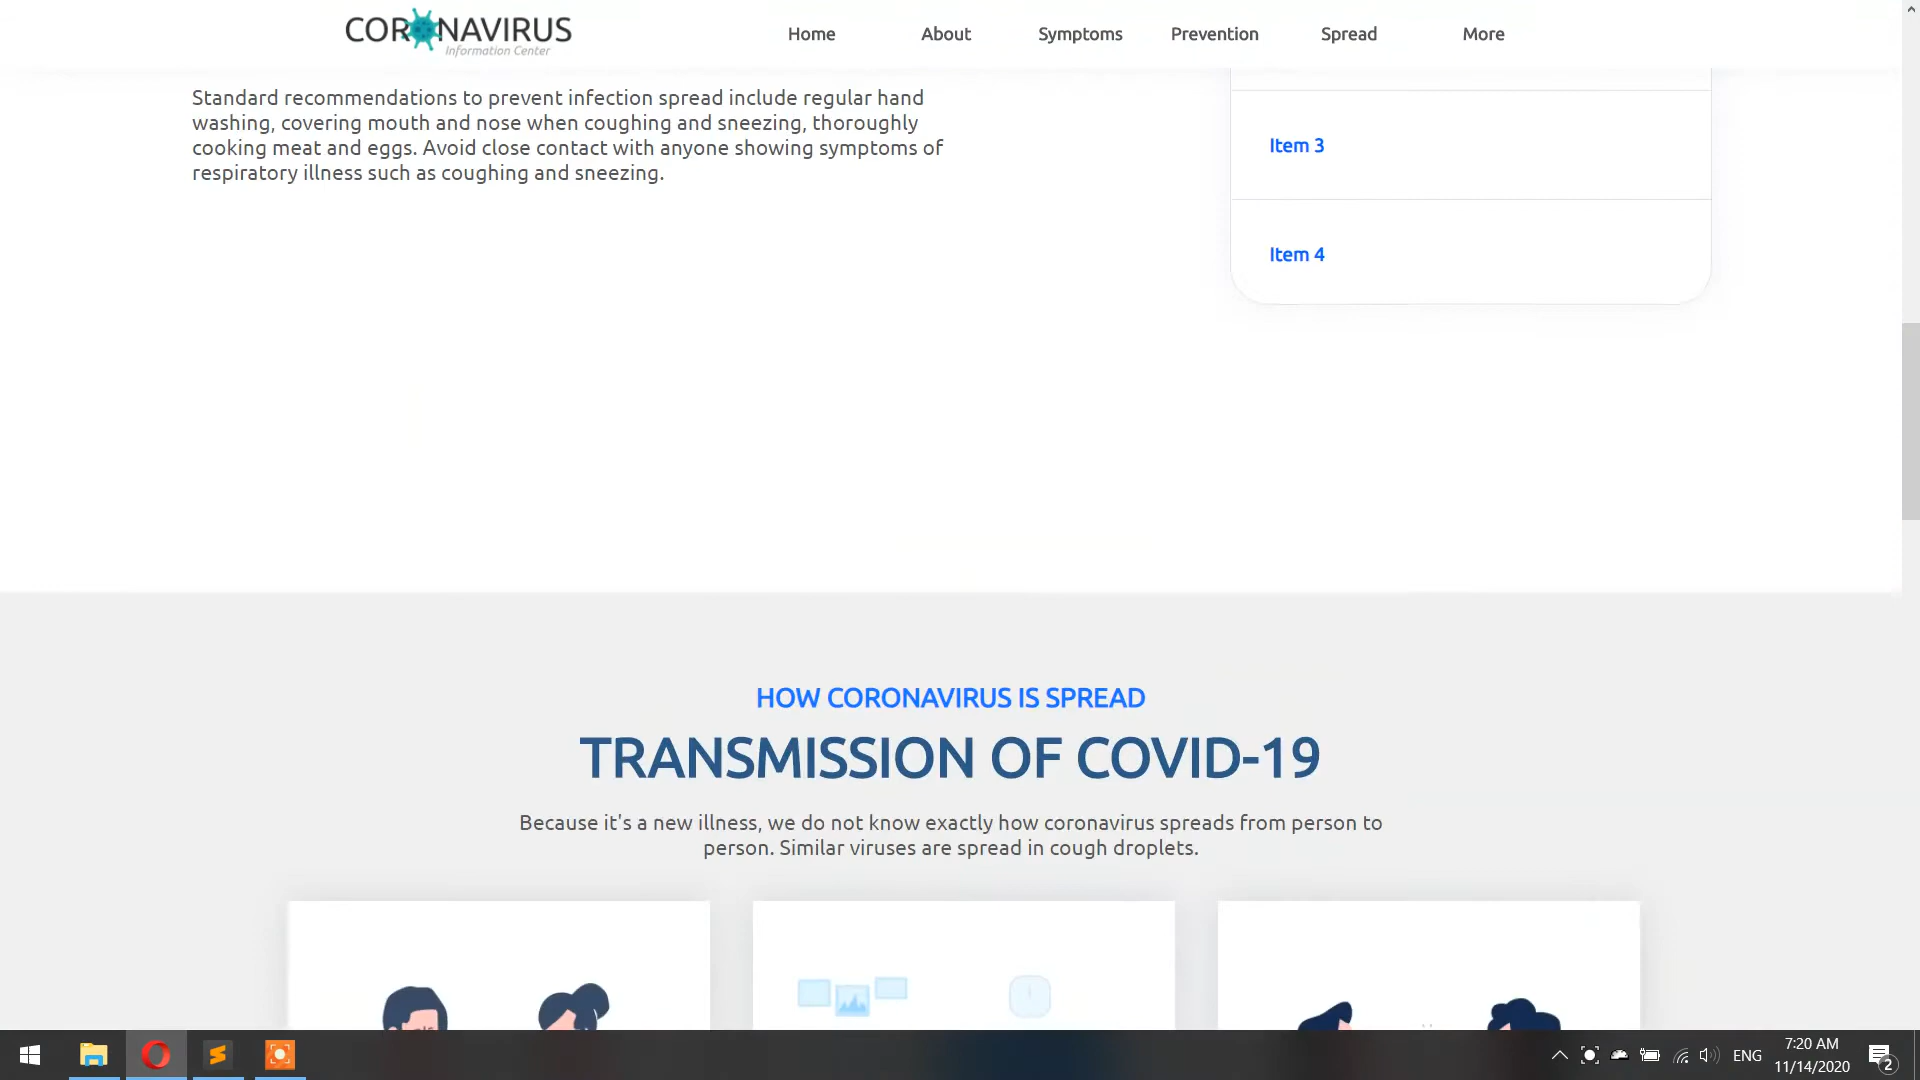 CORONAVIRUS
Information Center
Home About Symptoms Prevention Spread More
Standard recommendations to prevent infection spread include regular hand
washing, covering mouth and nose when coughing and sneezing, thoroughly
cooking meat and eggs. Avoid close contact with anyone showing symptoms of
respiratory illness such as coughing and sneezing.
Item 3
Item 4
HOW CORONAVIRUS IS SPREAD
TRANSMISSION OF COVID-19
Because it's a new illness, we do not know exactly how coronavirus spreads from person to
person. Similar viruses are spread in cough droplets.
ENG
7:20 AM
11/14/2020
2